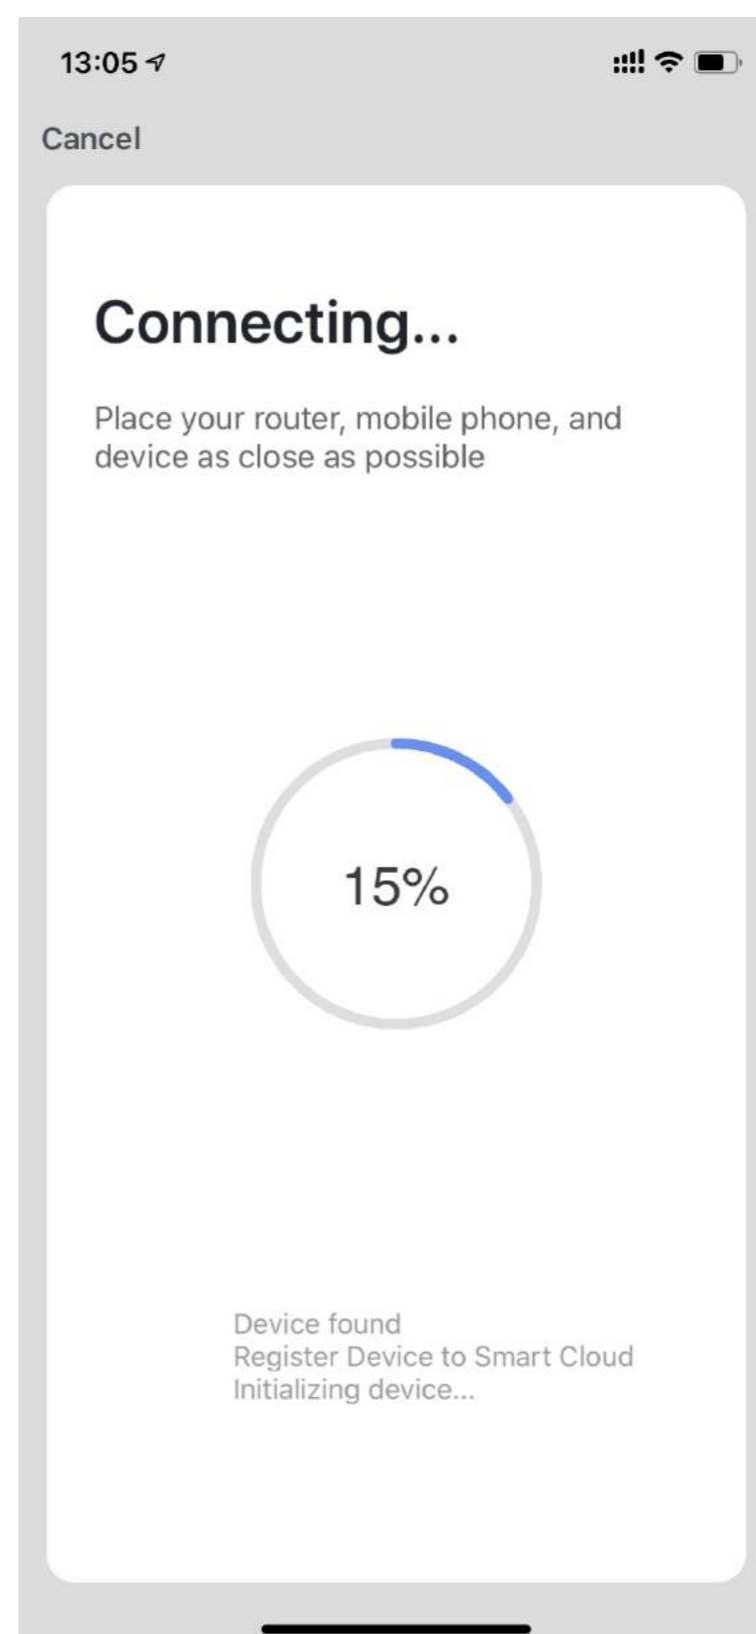 13:05
Cancel
Connecting...
Place your router, mobile phone, and
device as close as possible
15%
Device found
Register Device to Smart Cloud
Initializing device...